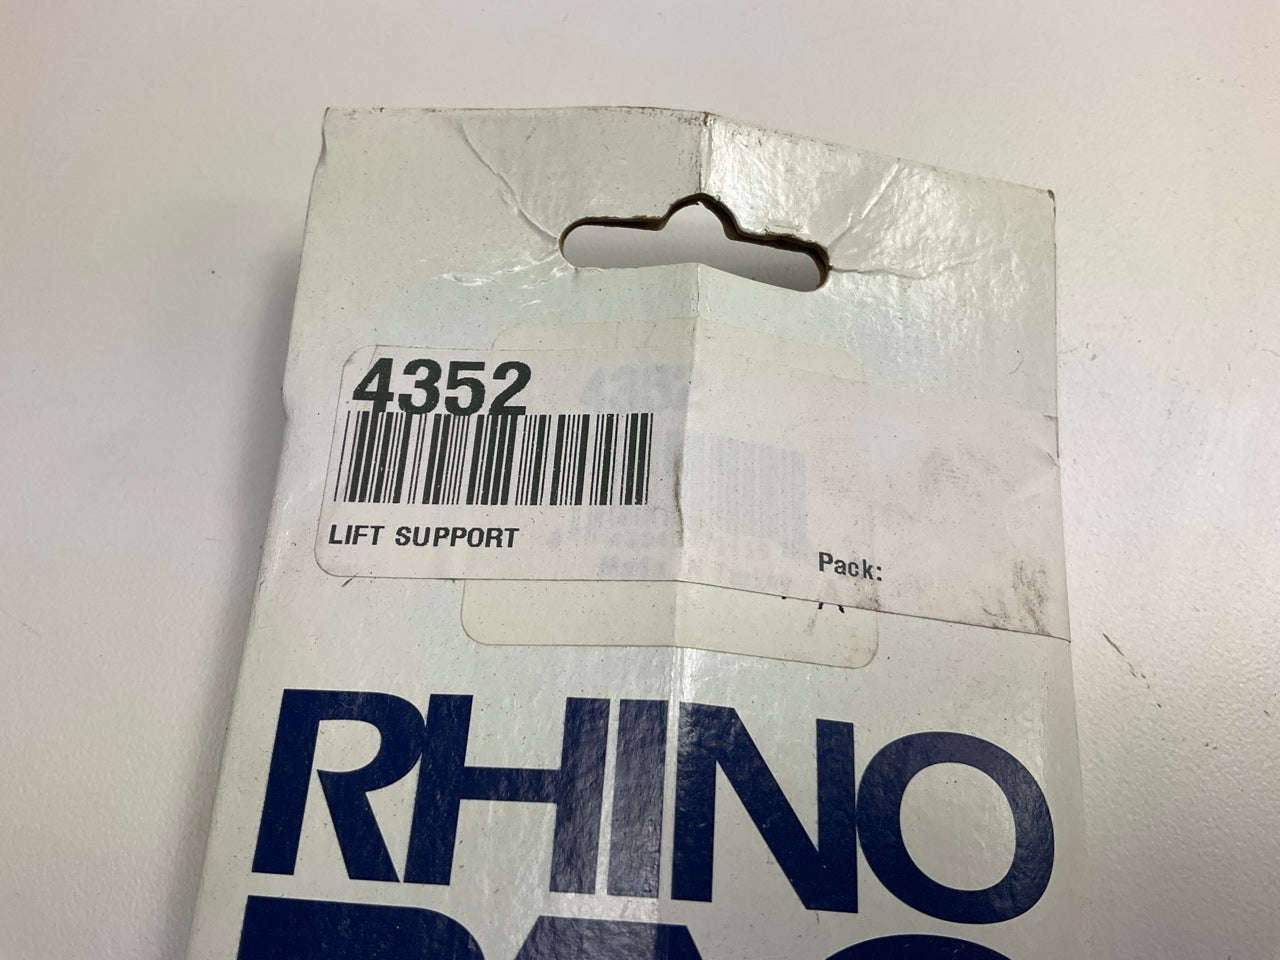 4352
LIFT SUPPORT
Pack:
RHINO